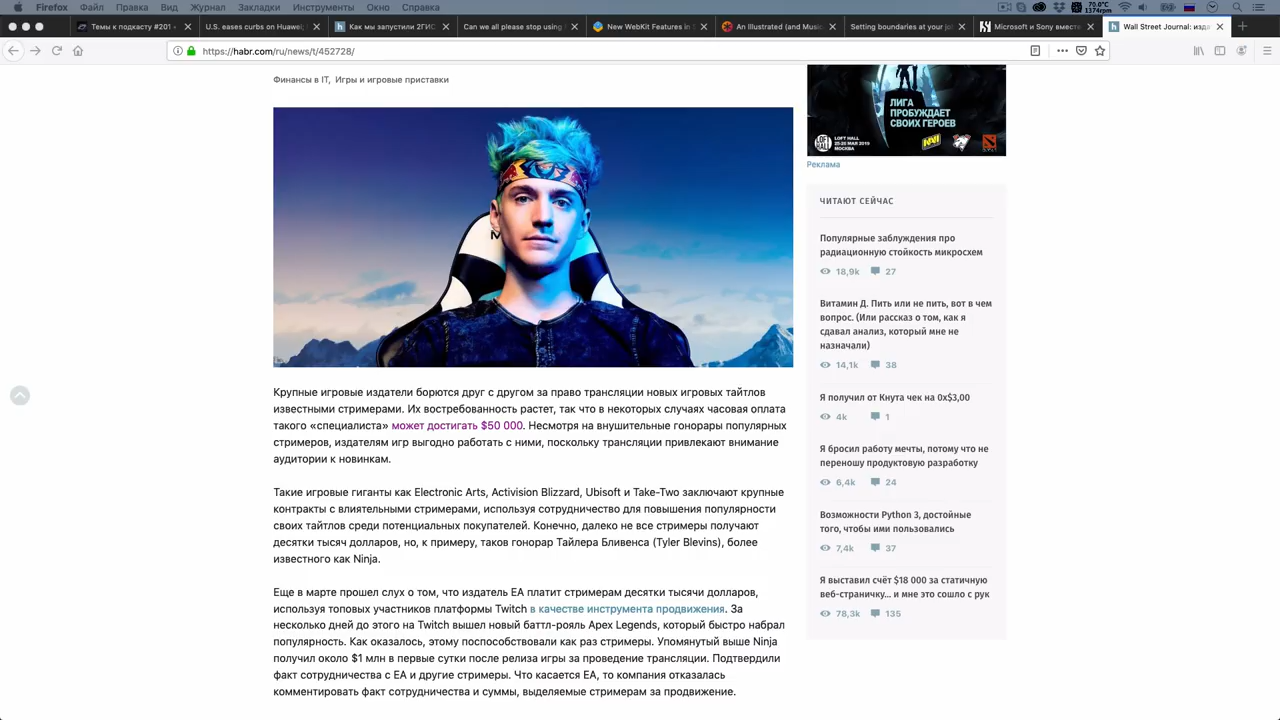 Firefox Файл Правка Вид Журнал Закладки Инструменты Окно Справка
70.0°C
1374rpm
Темы к подкасту #201 -
U.S. eases curbs on Huawei;
Как мы запустили 2ГИС
Can we all please stop using
New WebKit Features in S
An Illustrated (and Music
Setting boundaries at your jo
Microsoft и Sony вместе
Wall Street Journal: изда
https://habr.com/ru/news/t/452728/
Финансы в IT, Игры и игровые приставки
ЛИГА
ПРОБУЖДАЕТ
СВОИХ ГЕРОЕВ
LOFT HALL
25-26 МАЯ 2019
МОСКВА
Реклама
ЧИТАЮТ СЕЙЧАС
Популярные заблуждения про
радиационную стойкость микросхем
18,9k 27
Витамин Д. Пить или не пить, вот в чем
вопрос. (Или рассказ о том, как я
сдавал анализ, который мне не
назначали)
14,1k 38
Я получил от Кнута чек на 0x$3,00
4k 1
Я бросил работу мечты, потому что не
переношу продуктовую разработку
6,4k 24
Возможности Python 3, достойные
того, чтобы ими пользовались
7,4k 37
Я выставил счёт $18 000 за статичную
веб-страничку… и мне это сошло с рук
78,3k 135
Крупные игровые издатели борются друг с другом за право трансляции новых игровых тайтлов
известными стримерами. Их востребованность растет, так что в некоторых случаях часовая оплата
такого «специалиста» может достигать $50 000. Несмотря на внушительные гонорары популярных
стримеров, издателям игр выгодно работать с ними, поскольку трансляции привлекают внимание
аудитории к новинкам.
Такие игровые гиганты как Electronic Arts, Activision Blizzard, Ubisoft и Take-Two заключают крупные
контракты с влиятельными стримерами, используя сотрудничество для повышения популярности
своих тайтлов среди потенциальных покупателей. Конечно, далеко не все стримеры получают
десятки тысяч долларов, но, к примеру, таков гонорар Тайлера Бливенса (Tyler Blevins), более
известного как Ninja.
Еще в марте прошел слух о том, что издатель EA платит стримерам десятки тысячи долларов,
используя топовых участников платформы Twitch в качестве инструмента продвижения. За
несколько дней до этого на Twitch вышел новый баттл-рояль Apex Legends, который быстро набрал
популярность. Как оказалось, этому поспособствовали как раз стримеры. Упомянутый выше Ninja
получил около $1 млн в первые сутки после релиза игры за проведение трансляции. Подтвердили
факт сотрудничества с EA и другие стримеры. Что касается EA, то компания отказалась
комментировать факт сотрудничества и суммы, выделяемые стримерам за продвижение.